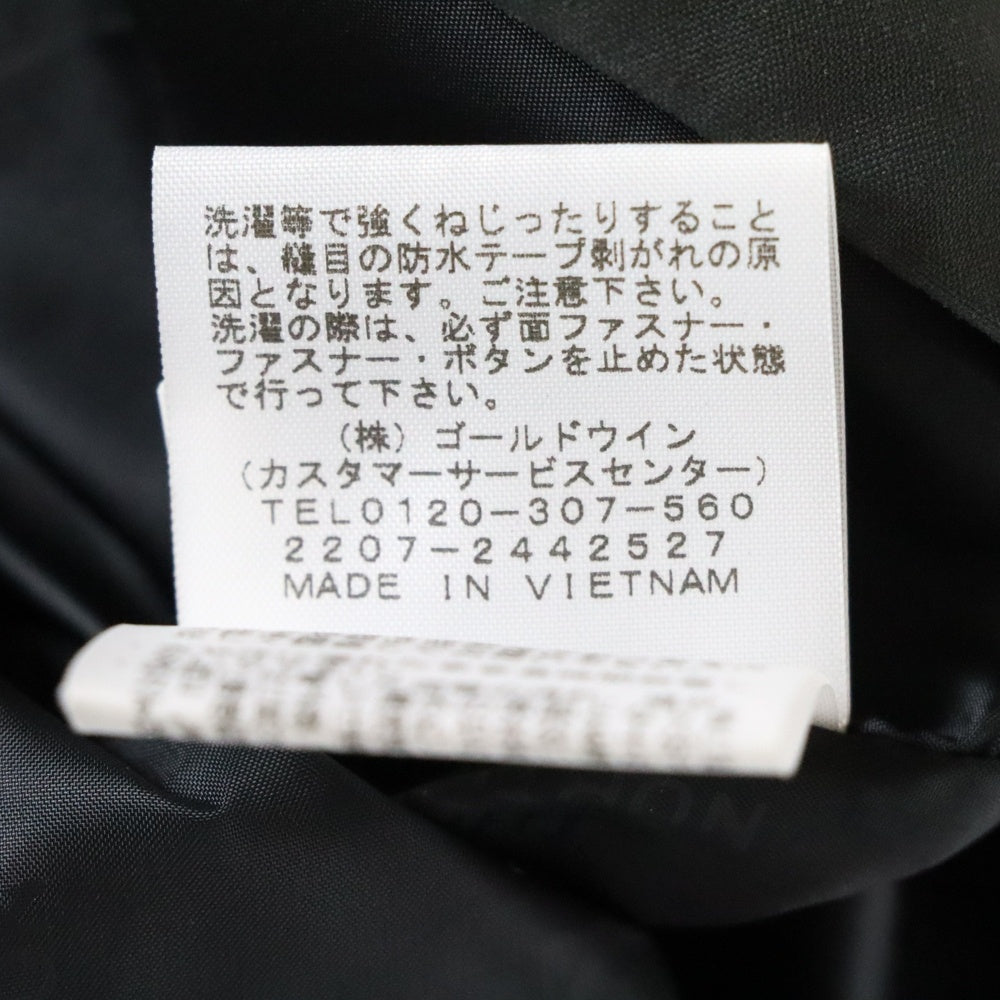 洗濯等で強くねじったりすること
は、縫目の防水テープ剥がれの原
因となります。ご注意下さい。
洗濯の際は、必ず面ファスナー・
ファスナー・ボタンを止めた状態
で行って下さい。
（株）ゴールドウイン
（カスタマーサービスセンター）
TEL0120-307-560
2207-2442527
MADE IN VIETNAM